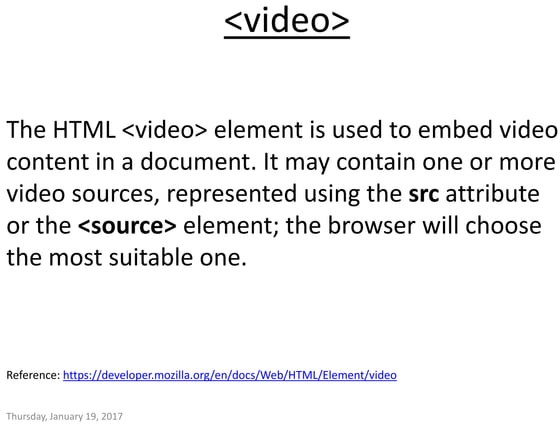 <video>
The HTML <video> element is used to embed video
content in a document. It may contain one or more
video sources, represented using the src attribute
or the <source> element; the browser will choose
the most suitable one.
Reference: https://developer.mozilla.org/en/docs/Web/HTML/Element/video
Thursday, January 19, 2017